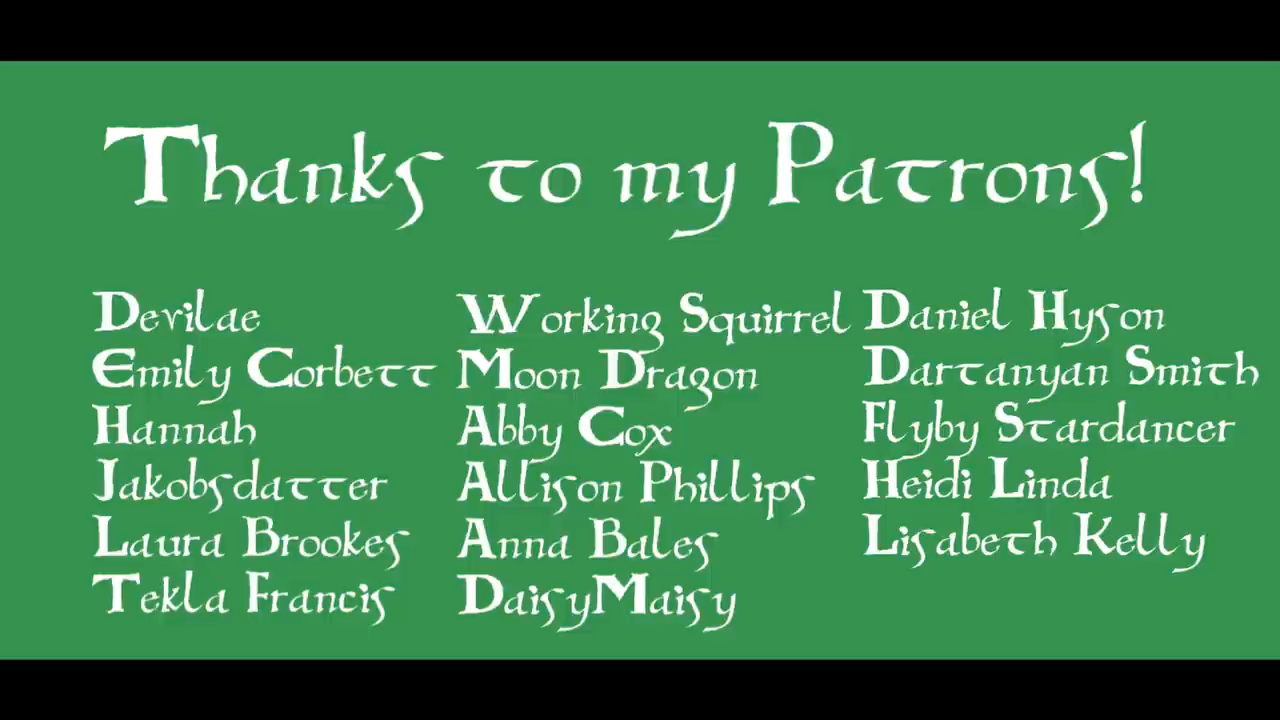 Thanks to my Patrons!
Devilae
Emily Corbett
Hannah
Jakobsdatter
Laura Brookes
Tekla Francis
Working Squirrel
Moon Dragon
Abby Cox
Allison Phillips
Anna Bales
DaisyMaisy
Daniel Hyson
Dartanyan Smith
Flyby Stardancer
Heidi Linda
Lisabeth Kelly